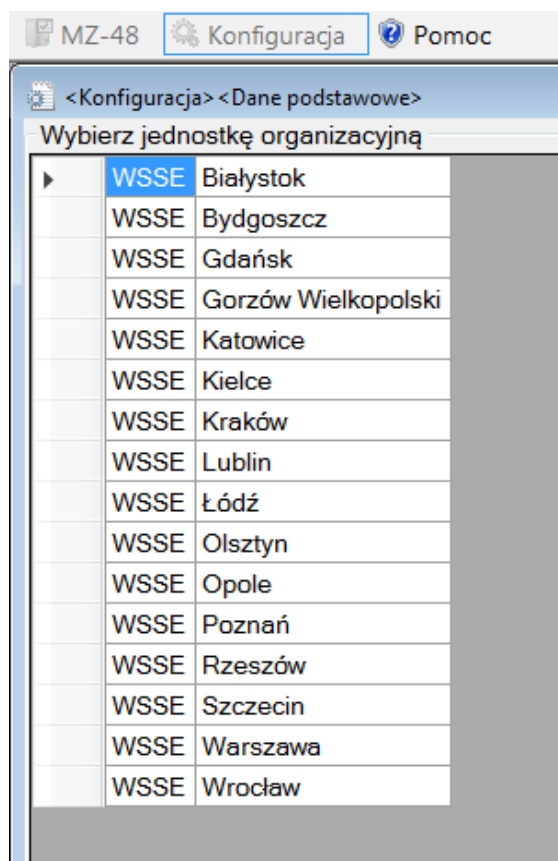 MZ-48 Konfiguracja Pomoc
<Konfiguracja><Dane podstawowe>
Wybierz jednostkę organizacyjną
WSSE Białystok
WSSE Bydgoszcz
WSSE Gdańsk
WSSE Gorzów Wielkopolski
WSSE Katowice
WSSE Kielce
WSSE Kraków
WSSE Lublin
WSSE Łódź
WSSE Olsztyn
WSSE Opole
WSSE Poznań
WSSE Rzeszów
WSSE Szczecin
WSSE Warszawa
WSSE Wrocław